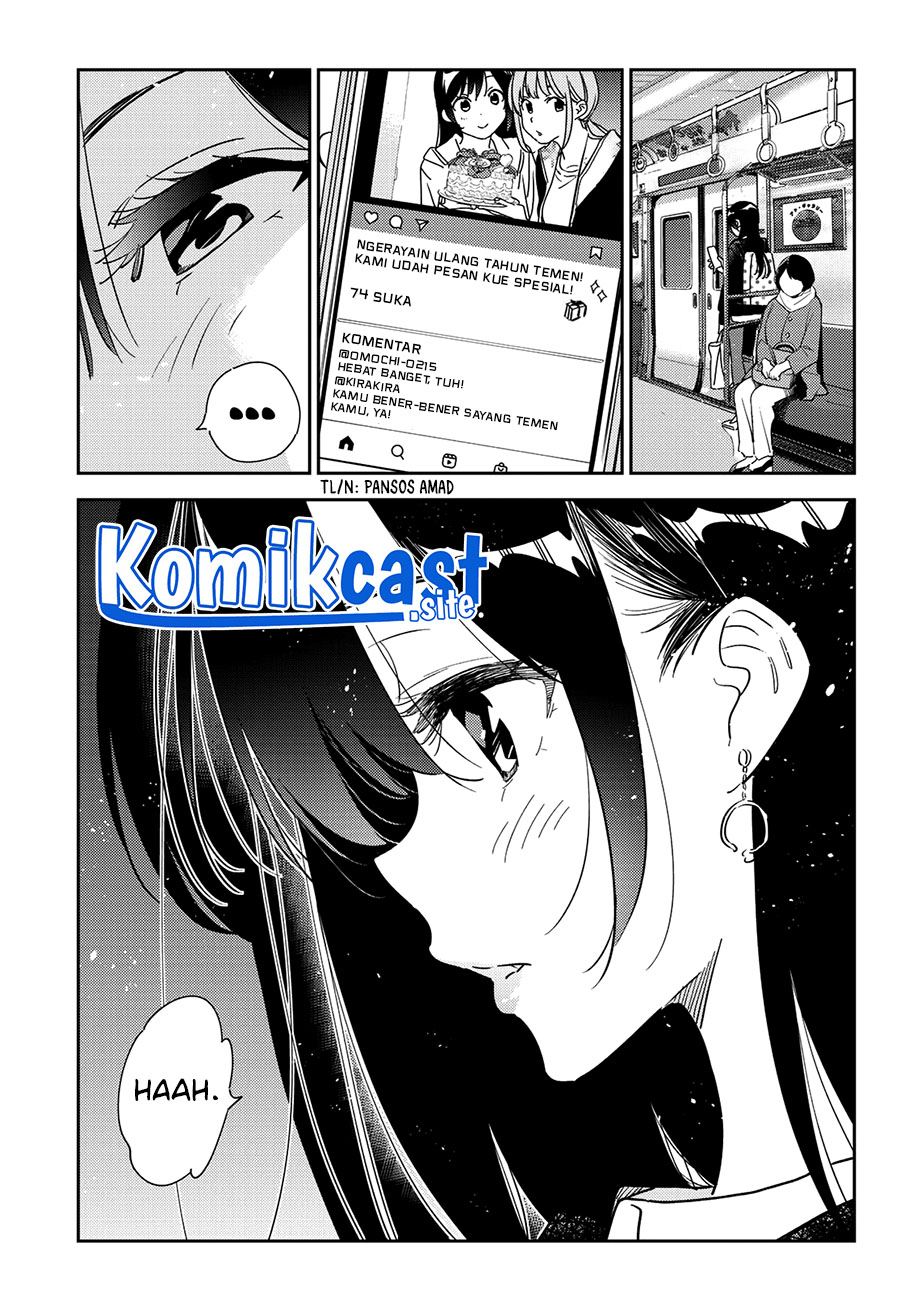 NGERAYAIN ULANG TAHUN TEMEN!
KAMI UDAH PESAN KUE SPESIAL!
74 SUKA
KOMENTAR
@OMOCHI-0215
HEBAT BANGET, TUH!
@KIRAKIRA
KAMU BENER-BENER SAYANG TEMEN
KAMU, YA!
•••
TL/N: PANSOS AMAD
Komikcast
.site
HAAH.